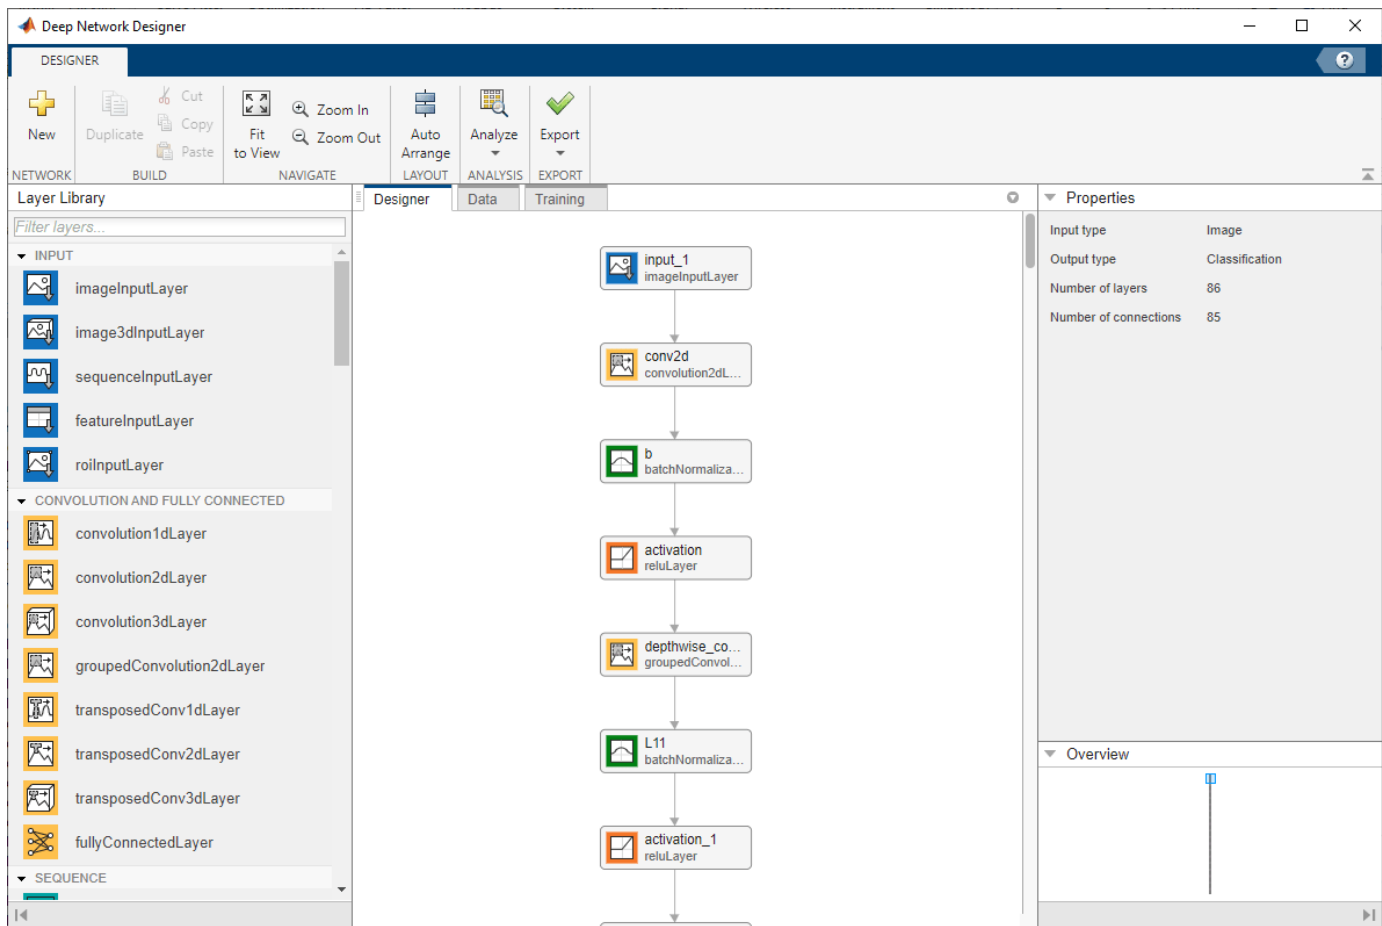 Deep Network Designer
DESIGNER
?
New
Duplicate
Cut
Copy
Paste
Fit
to View
Zoom In
Zoom Out
Auto
Arrange
Analyze
Export
NETWORK
BUILD
NAVIGATE
LAYOUT
ANALYSIS
EXPORT
Layer Library
Filter layers...
INPUT
imageInputLayer
image3dInputLayer
sequenceInputLayer
featureInputLayer
roiInputLayer
CONVOLUTION AND FULLY CONNECTED
convolution1dLayer
convolution2dLayer
convolution3dLayer
groupedConvolution2dLayer
transposedConv1dLayer
transposedConv2dLayer
transposedConv3dLayer
fullyConnectedLayer
SEQUENCE
Designer
Data
Training
input_1
imageInputLayer
conv2d
convolution2dL...
b
batchNormaliza...
activation
reluLayer
depthwise_co...
groupedConvol...
L11
batchNormaliza...
activation_1
reluLayer
Properties
Input type Image
Output type Classification
Number of layers 86
Number of connections 85
Overview